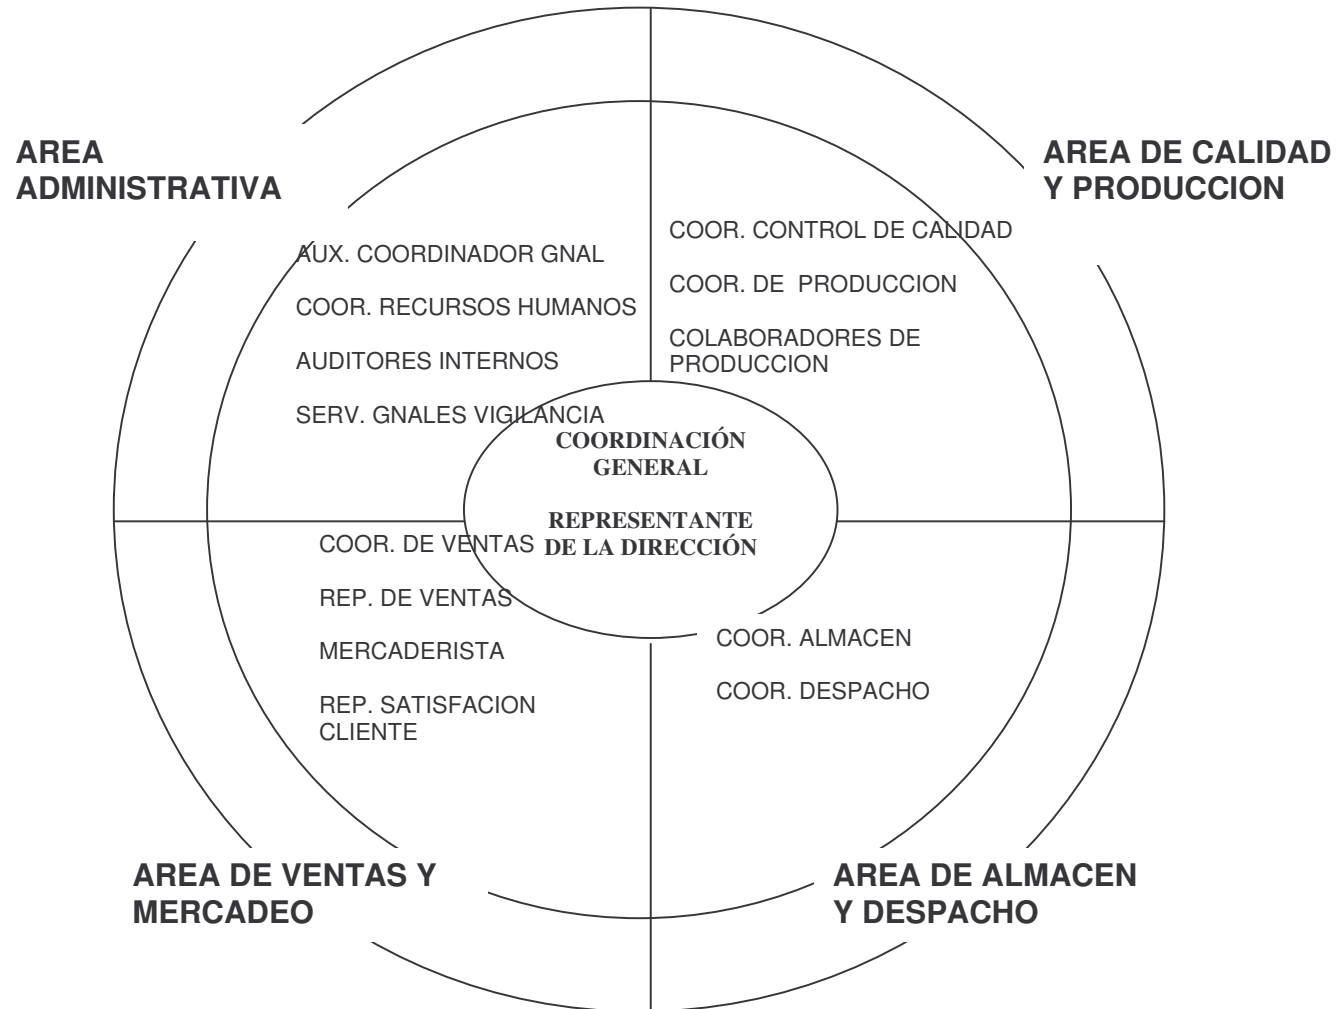 AREA
ADMINISTRATIVA
AUX. COORDINADOR GNAL
COOR. RECURSOS HUMANOS
AUDITORES INTERNOS
SERV. GNALES VIGILANCIA
AREA DE CALIDAD
Y PRODUCCION
COOR. CONTROL DE CALIDAD
COOR. DE PRODUCCION
COLABORADORES DE
PRODUCCION
COORDINACIÓN
GENERAL
REPRESENTANTE
DE LA DIRECCIÓN
COOR. DE VENTAS
REP. DE VENTAS
MERCADERISTA
REP. SATISFACION
CLIENTE
AREA DE VENTAS Y
MERCADEO
COOR. ALMACEN
COOR. DESPACHO
AREA DE ALMACEN
Y DESPACHO